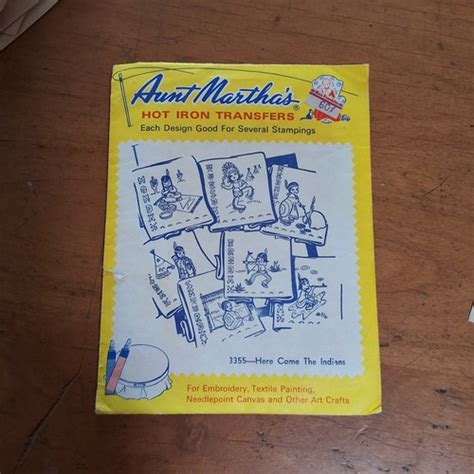 Aunt Martha's®
HOT IRON TRANSFERS
Each Design Good For Several Stampings
60¢
3355—Here Come The Indians
For Embroidery, Textile Painting,
Needlepoint Canvas and Other Art Crafts